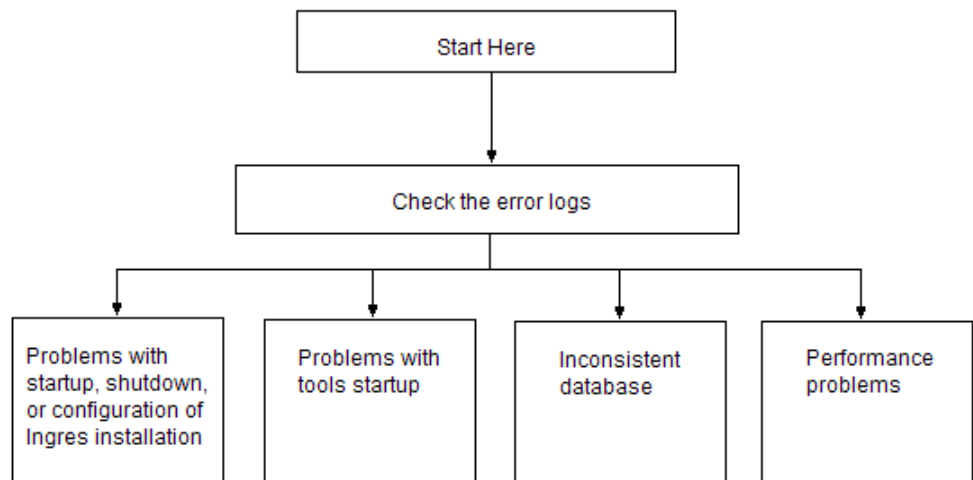 Start Here
Check the error logs
Problems with
startup, shutdown,
or configuration of
Ingres installation
Problems with
tools startup
Inconsistent
database
Performance
problems